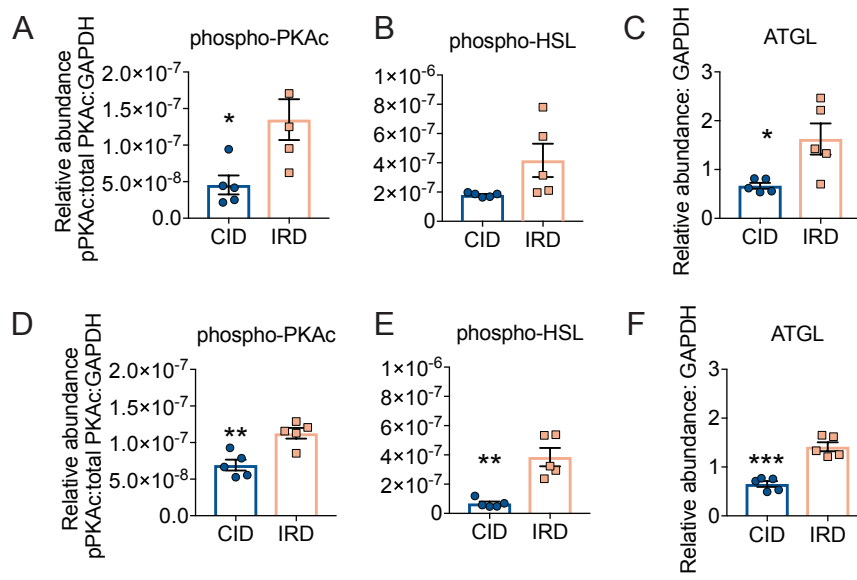 A
phospho-PKAc
Relative abundance
pPKAc:total PKAc:GAPDH
2.0×10-7
1.5×10-7
1.0×10-7
5.0×10-8
0.0
*
CID IRD
B
phospho-HSL
1×10-6
8×10-7
6×10-7
4×10-7
2×10-7
0
CID IRD
C
ATGL
Relative abundance: GAPDH
3
2
1
0
*
CID IRD
D
phospho-PKAc
Relative abundance
pPKAc:total PKAc:GAPDH
2.0×10-7
1.5×10-7
1.0×10-7
5.0×10-8
0.0
**
CID IRD
E
phospho-HSL
1×10-6
8×10-7
6×10-7
4×10-7
2×10-7
0
**
CID IRD
F
ATGL
Relative abundance: GAPDH
3
2
1
0
***
CID IRD